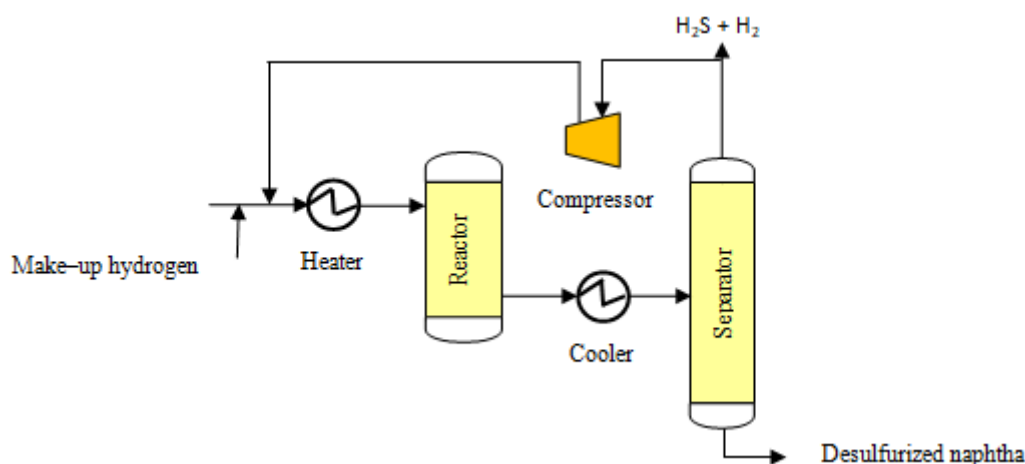 H₂S + H₂
Compressor
Make–up hydrogen
Heater
Reactor
Cooler
Separator
Desulfurized naphtha